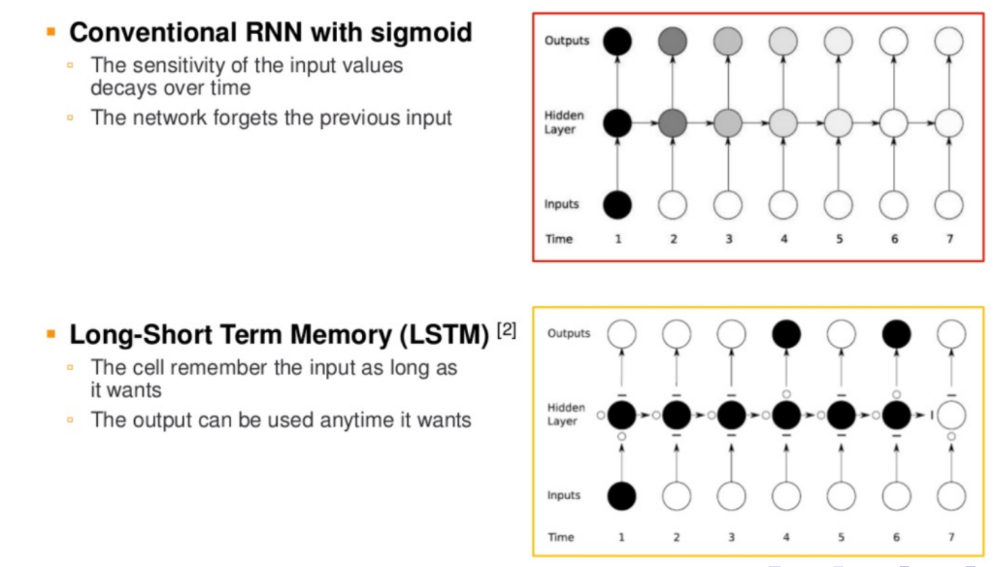 Conventional RNN with sigmoid
The sensitivity of the input values
decays over time
The network forgets the previous input
Outputs
Hidden
Layer
Inputs
Time 1 2 3 4 5 6 7
Long-Short Term Memory (LSTM) [2]
The cell remember the input as long as
it wants
The output can be used anytime it wants
Outputs
Hidden
Layer
Inputs
Time 1 2 3 4 5 6 7